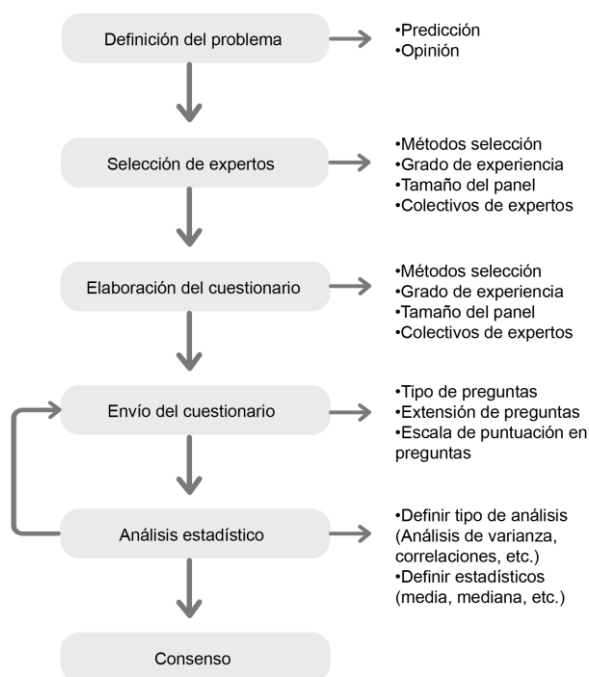 Definición del problema
•Predicción
•Opinión
Selección de expertos
•Métodos selección
•Grado de experiencia
•Tamaño del panel
•Colectivos de expertos
Elaboración del cuestionario
•Métodos selección
•Grado de experiencia
•Tamaño del panel
•Colectivos de expertos
Envío del cuestionario
•Tipo de preguntas
•Extensión de preguntas
•Escala de puntuación en
preguntas
Análisis estadístico
•Definir tipo de análisis
(Análisis de varianza,
correlaciones, etc.)
•Definir estadísticos
(media, mediana, etc.)
Consenso